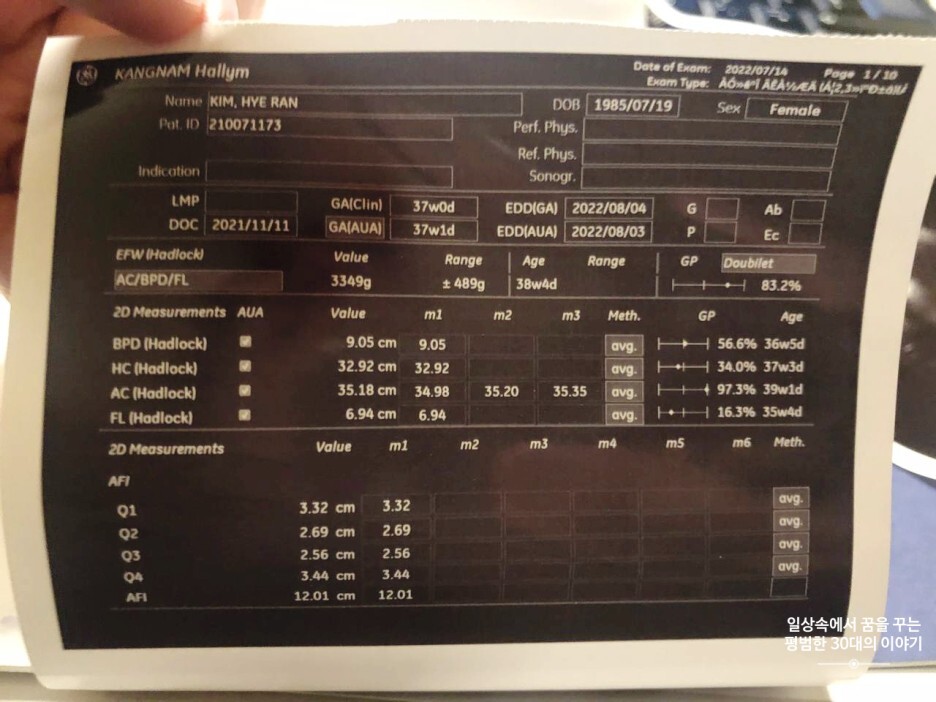 KANGNAM Hallym
Date of Exam: 2022/07/14 Page 1 / 10
Exam Type:
Name KIM, HYE RAN DOB 1985/07/19 Sex Female
Pat. ID 210071173 Perf. Phys.
Ref. Phys.
Indication Sonogr.
LMP GA(Clin) 37w0d EDD(GA) 2022/08/04 G Ab
DOC 2021/11/11 GA(AUA) 37w1d EDD(AUA) 2022/08/03 P Ec
EFW (Hadlock) Value Range Age Range GP Doubilet
AC/BPD/FL 3349g ± 489g 38w4d 83.2%
2D Measurements AUA Value m1 m2 m3 Meth. GP Age
BPD (Hadlock) 9.05 cm 9.05 avg. 56.6% 36w5d
HC (Hadlock) 32.92 cm 32.92 avg. 34.0% 37w3d
AC (Hadlock) 35.18 cm 34.98 35.20 35.35 avg. 97.3% 39w1d
FL (Hadlock) 6.94 cm 6.94 avg. 16.3% 35w4d
2D Measurements Value m1 m2 m3 m4 m5 m6 Meth.
AFI
Q1 3.32 cm 3.32 avg.
Q2 2.69 cm 2.69 avg.
Q3 2.56 cm 2.56 avg.
Q4 3.44 cm 3.44 avg.
AFI 12.01 cm 12.01
일상속에서 꿈을 꾸는
평범한 30대의 이야기